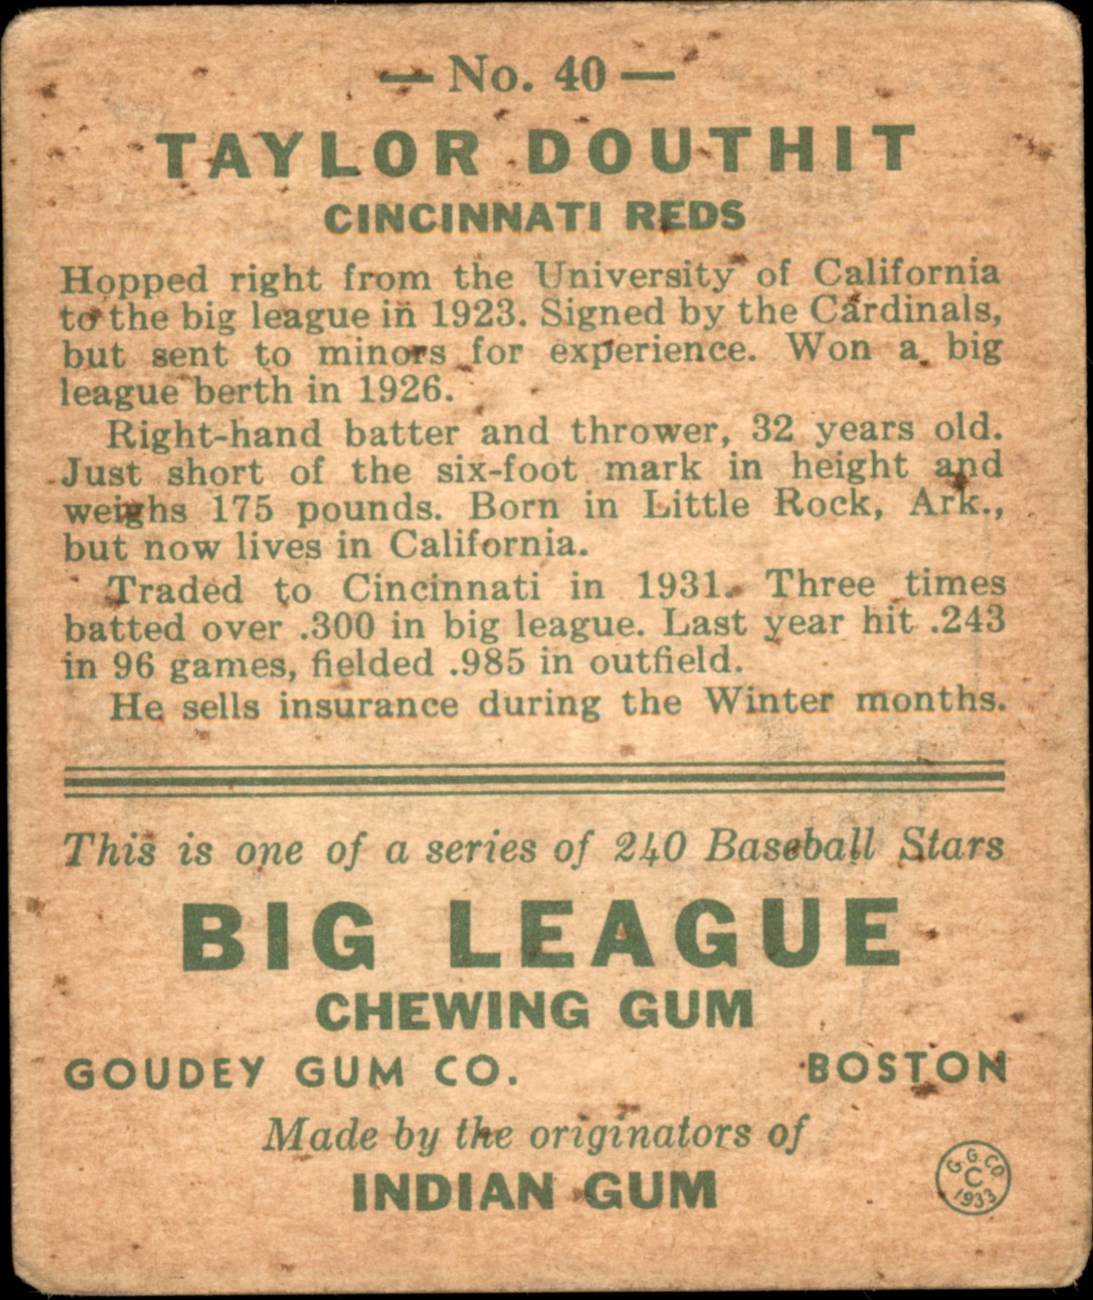 — No. 40 —
TAYLOR DOUTHIT
CINCINNATI REDS
Hopped right from the University of California
to the big league in 1923. Signed by the Cardinals,
but sent to minors for experience. Won a big
league berth in 1926.
Right-hand batter and thrower, 32 years old.
Just short of the six-foot mark in height and
weighs 175 pounds. Born in Little Rock, Ark.,
but now lives in California.
Traded to Cincinnati in 1931. Three times
batted over .300 in big league. Last year hit .243
in 96 games, fielded .985 in outfield.
He sells insurance during the Winter months.
This is one of a series of 240 Baseball Stars
BIG LEAGUE
CHEWING GUM
GOUDEY GUM CO. BOSTON
Made by the originators of
INDIAN GUM
G. G. CO
C
1933